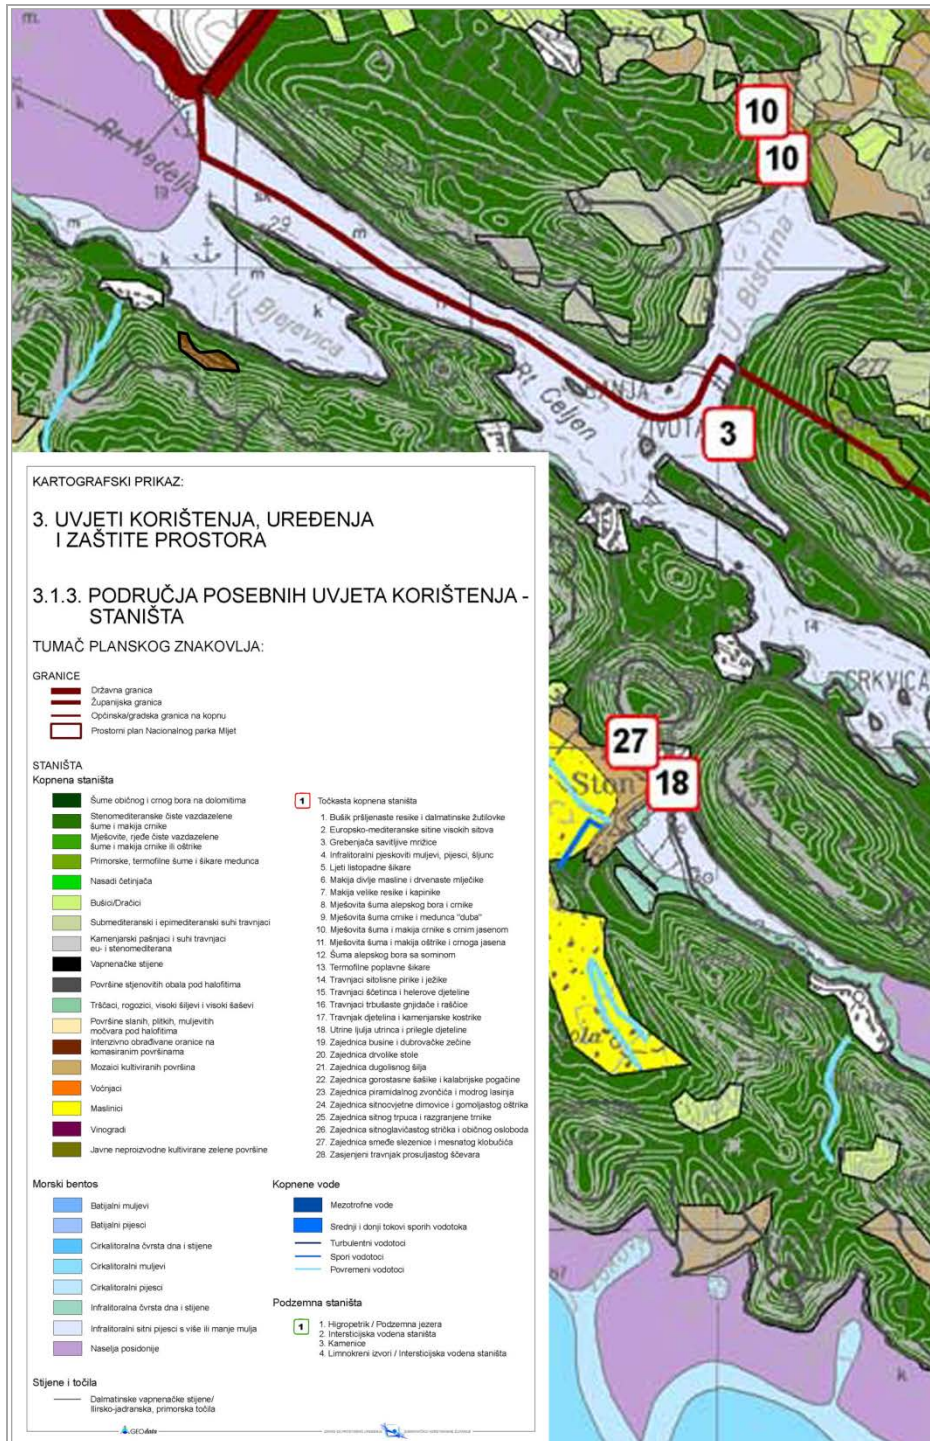 m.
k
Rt Nedelja
19
29
m
m
k
m
k
U. Bjejevica
10
10
U. Bistrina
Rt Celjen
BANJA
ŽIVOTA
3
14
CRKVICA
27
Ston
18
k
KARTOGRAFSKI PRIKAZ:
3. UVJETI KORIŠTENJA, UREĐENJA
I ZAŠTITE PROSTORA
3.1.3. PODRUČJA POSEBNIH UVJETA KORIŠTENJA -
STANIŠTA
TUMAČ PLANSKOG ZNAKOVLJA:
GRANICE
Državna granica
Županijska granica
Općinska/gradska granica na kopnu
Prostorni plan Nacionalnog parka Mljet
STANIŠTA
Kopnena staništa
Šume običnog i crnog bora na dolomitima
Stenomediteranske čiste vazdazelene
šume i makija crnike
Mješovite, rjeđe čiste vazdazelene
šume i makija crnike ili oštrike
Primorske, termofilne šume i šikare medunca
Nasadi četinjača
Bušici/Dračici
Submediteranski i epimediteranski suhi travnjaci
Kamenjarski pašnjaci i suhi travnjaci
eu- i stenomediterana
Vapnenačke stijene
Površine stjenovitih obala pod halofitima
Trščaci, rogozici, visoki šiljevi i visoki šaševi
Površine slanih, plitkih, muljevitih
močvara pod halofitima
Intenzivno obrađivane oranice na
komasiranim površinama
Mozaici kultiviranih površina
Voćnjaci
Maslinici
Vinogradi
Javne neproizvodne kultivirane zelene površine
1 Točkasta kopnena staništa
1. Bušik pršljenaste resike i dalmatinske žutilovke
2. Europsko-mediteranske sitine visokih sitova
3. Grebenjača savitljive mrižice
4. Infralitoralni pjeskoviti muljevi, pijesci, šljunc
5. Ljeti listopadne šikare
6. Makija divlje masline i drvenaste mlječike
7. Makija velike resike i kapinike
8. Mješovita šuma alepskog bora i crnike
9. Mješovita šuma crnike i medunca "duba"
10. Mješovita šuma i makija crnike s crnim jasenom
11. Mješovita šuma i makija oštrike i crnoga jasena
12. Šuma alepskog bora sa sominom
13. Termofilne poplavne šikare
14. Travnjaci sitolisne pirike i ježike
15. Travnjaci ščetinca i helerove djeteline
16. Travnjaci trbušaste gnjidače i raščice
17. Travnjak djetelina i kamenjarske kostrike
18. Utrine ljulja utrinca i prilegle djeteline
19. Zajednica busine i dubrovačke zečine
20. Zajednica drvolike stole
21. Zajednica dugolisnog šilja
22. Zajednica gorostasne šašike i kalabrijske pogačine
23. Zajednica piramidalnog zvončića i modrog lasinja
24. Zajednica sitnocvjetne dimovice i gomoljastog oštrika
25. Zajednica sitnog trpuca i razgranjene trnike
26. Zajednica sitnoglavičastog strička i običnog osloboda
27. Zajednica smeđe slezenice i mesnatog klobučića
28. Zasjenjeni travnjak prosuljastog ščevara
Morski bentos
Batijalni muljevi
Batijalni pijesci
Cirkalitoralna čvrsta dna i stijene
Cirkalitoralni muljevi
Cirkalitoralni pijesci
Infralitoralna čvrsta dna i stijene
Infralitoralni sitni pijesci s više ili manje mulja
Naselja posidonije
Kopnene vode
Mezotrofne vode
Srednji i donji tokovi sporih vodotoka
Turbulentni vodotoci
Spori vodotoci
Povremeni vodotoci
Podzemna staništa
1
1. Higropetrik / Podzemna jezera
2. Intersticijska vodena staništa
3. Kamenice
4. Limnokreni izvori / Intersticijska vodena staništa
Stijene i točila
Dalmatinske vapnenačke stijene/
Ilirsko-jadranska, primorska točila
GEOdata